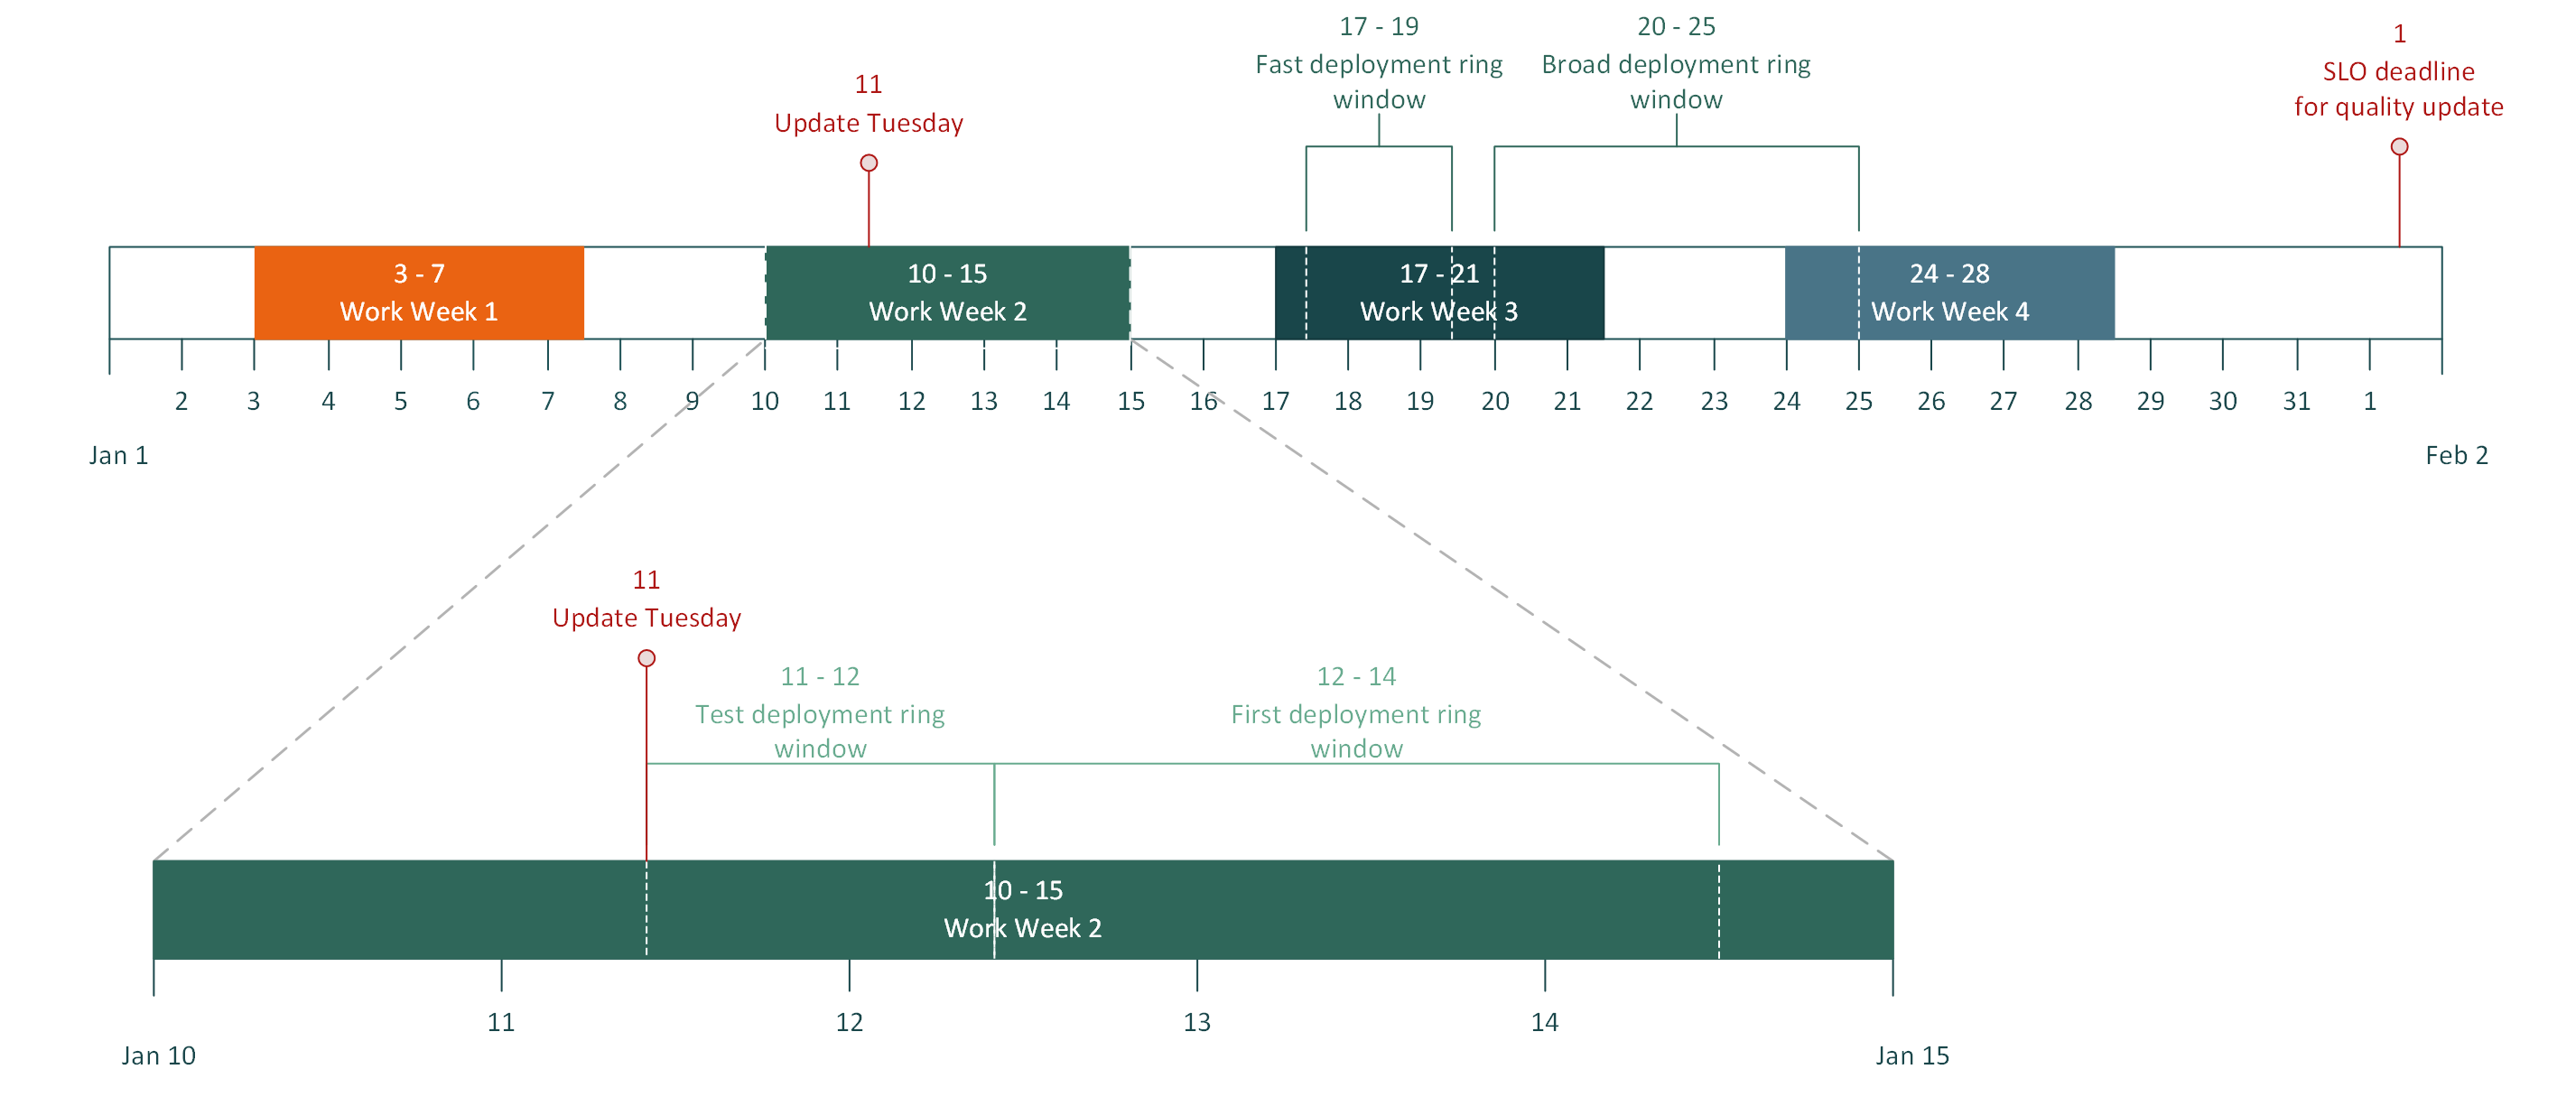 17 - 19
Fast deployment ring
window
20 - 25
Broad deployment ring
window
1
SLO deadline
for quality update
11
Update Tuesday
3 - 7
Work Week 1
10 - 15
Work Week 2
17 - 21
Work Week 3
24 - 28
Work Week 4
2 3 4 5 6 7 8 9 10 11 12 13 14 15 16 17 18 19 20 21 22 23 24 25 26 27 28 29 30 31 1
Jan 1
Feb 2
11
Update Tuesday
11 - 12
Test deployment ring
window
12 - 14
First deployment ring
window
10 - 15
Work Week 2
11 12 13 14
Jan 10
Jan 15